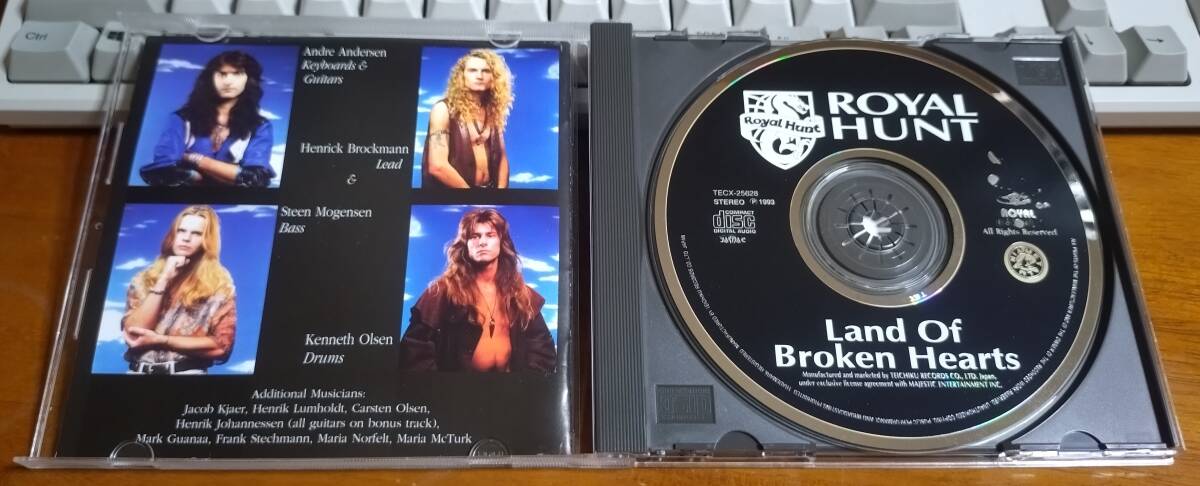 Ctrl
Andre Andersen
Keyboards &
Guitars
Henrick Brockmann
Lead
&
Steen Mogensen
Bass
Kenneth Olsen
Drums
Additional Musicians:
Jacob Kjaer, Henrik Lumholdt, Carsten Olsen,
Henrik Johannessen (all guitars on bonus track),
Mark Guanaa, Frank Stechmann, Maria Norfelt, Maria McTurk
Royal Hunt
ROYAL
HUNT
TECX-25628
STEREO Ⓟ 1993
COMPACT
disc
DIGITAL AUDIO
ROYAL
All Rights Reserved
Land Of
Broken Hearts
Manufactured and marketed by TEICHIKU RECORDS CO., LTD. Japan,
under exclusive license agreement with MAJESTIC ENTERTAINMENT INC.